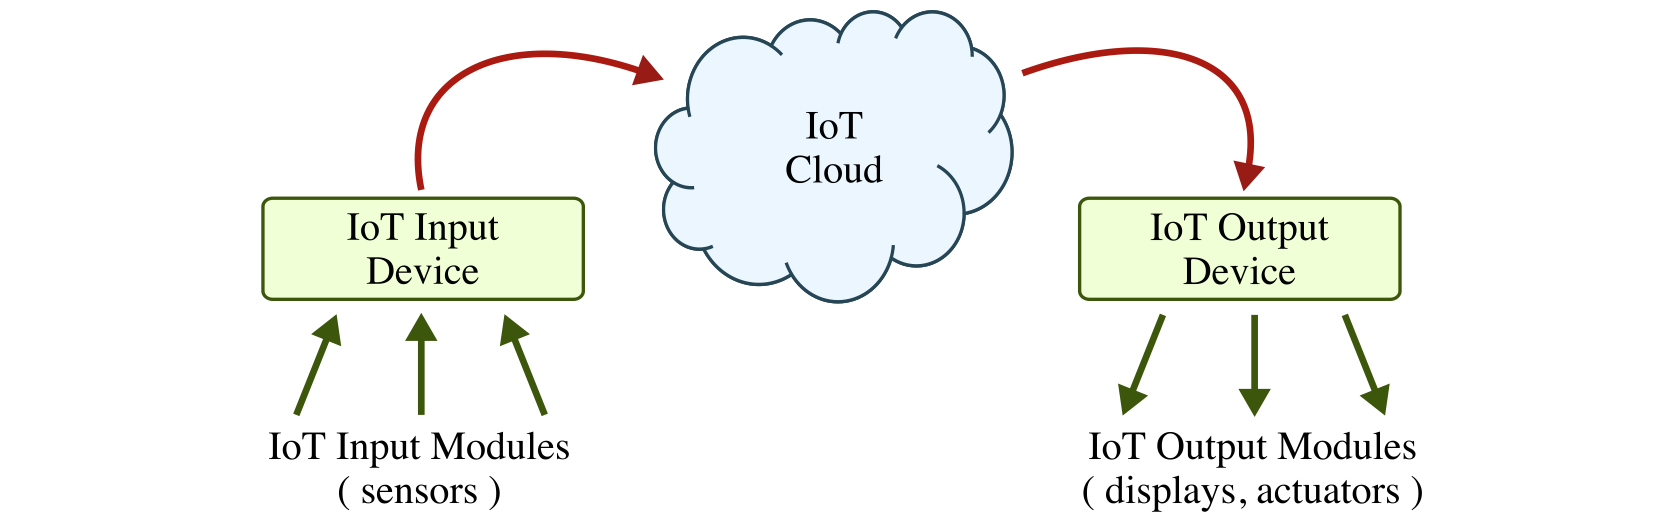 IoT
Cloud
IoT Input
Device
IoT Output
Device
IoT Input Modules
( sensors )
IoT Output Modules
( displays, actuators )